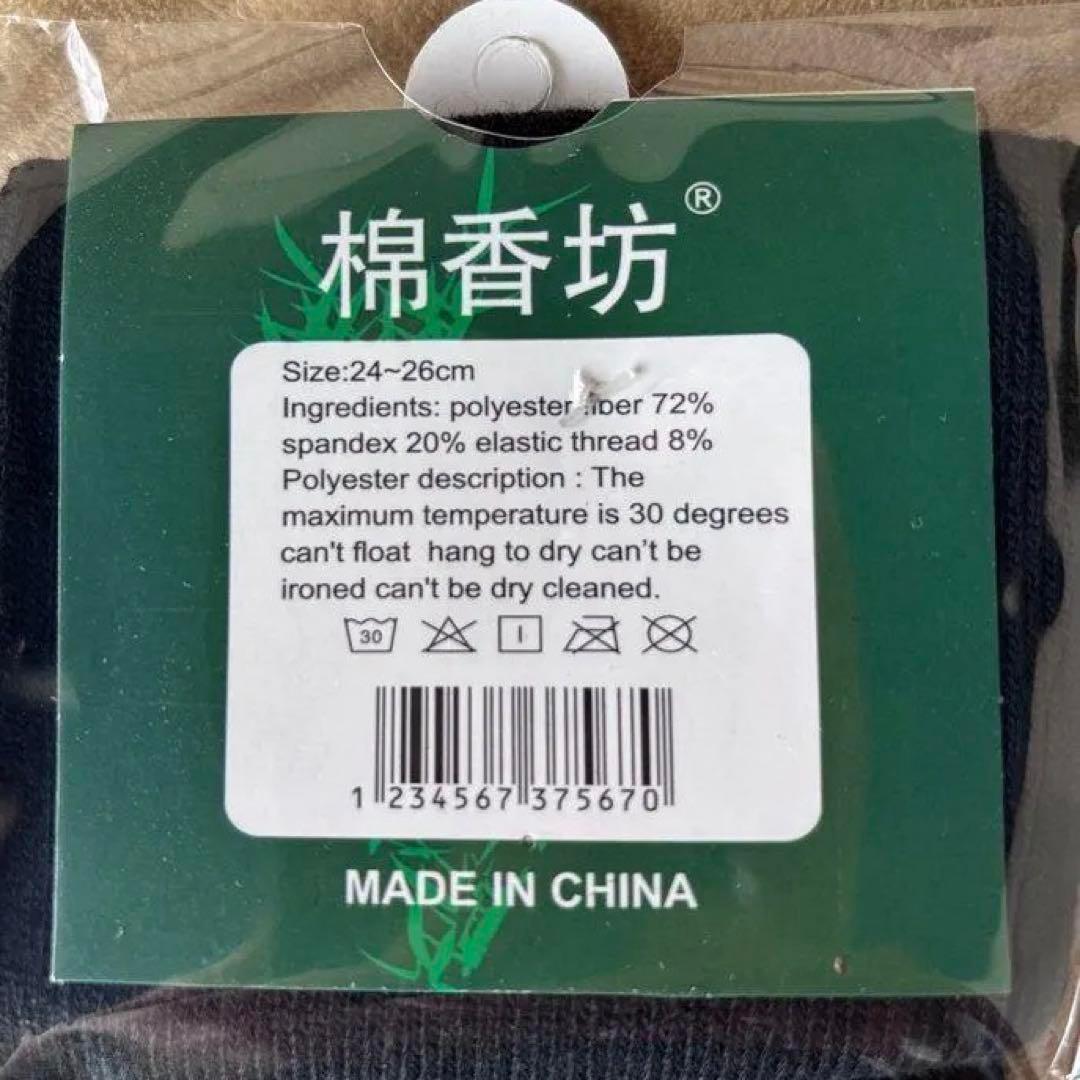 棉香坊®
Size:24~26cm
Ingredients: polyester 72%
spandex 20% elastic thread 8%
Polyester description : The
maximum temperature is 30 degrees
can't float hang to dry can't be
ironed can't be dry cleaned.
30
1 234567 375670
MADE IN CHINA